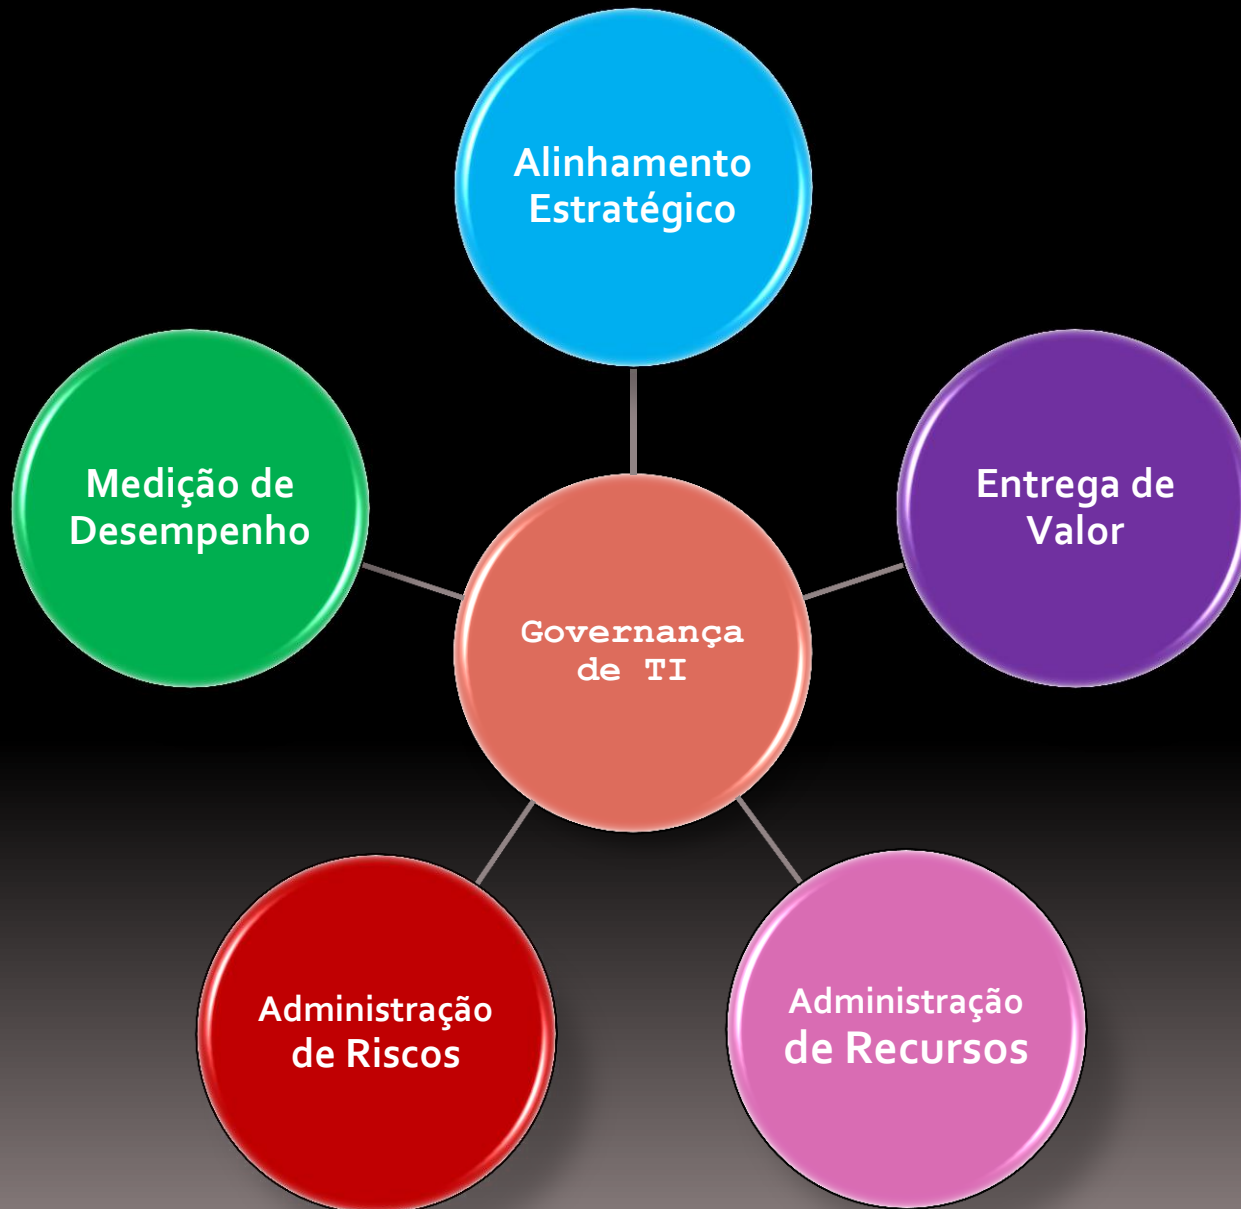 Alinhamento
Estratégico
Medição de
Desempenho
Entrega de
Valor
Governança
de TI
Administração
de Riscos
Administração
de Recursos